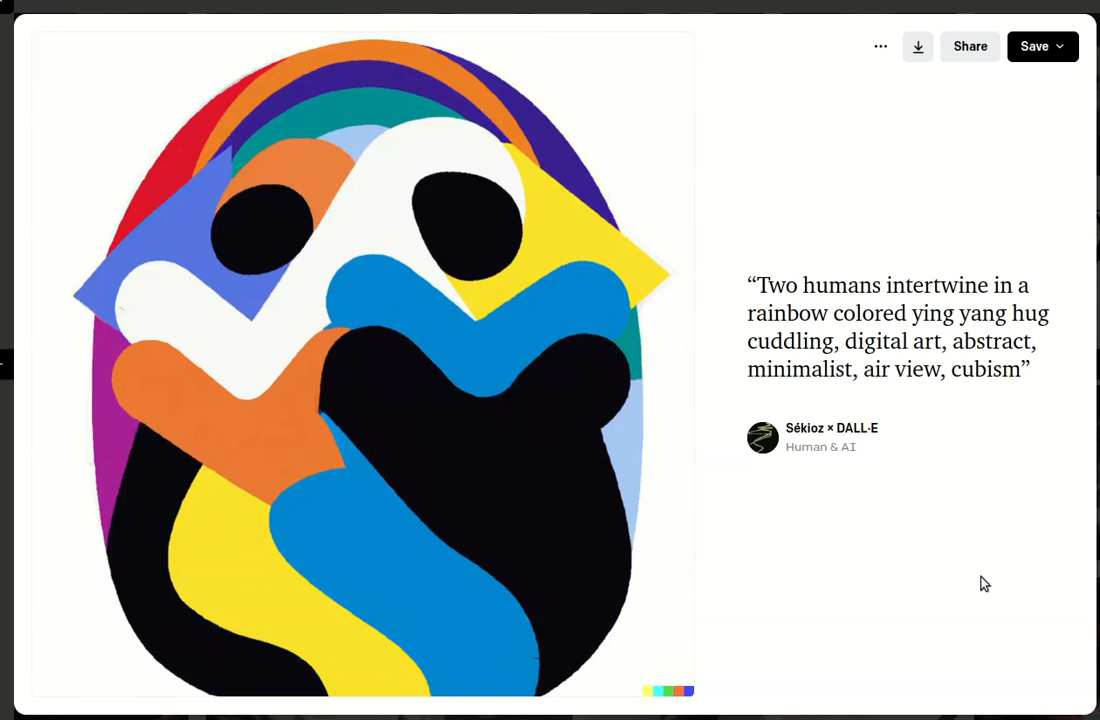 Share
Save
“Two humans intertwine in a
rainbow colored ying yang hug
cuddling, digital art, abstract,
minimalist, air view, cubism”
Sékioz × DALL·E
Human & AI